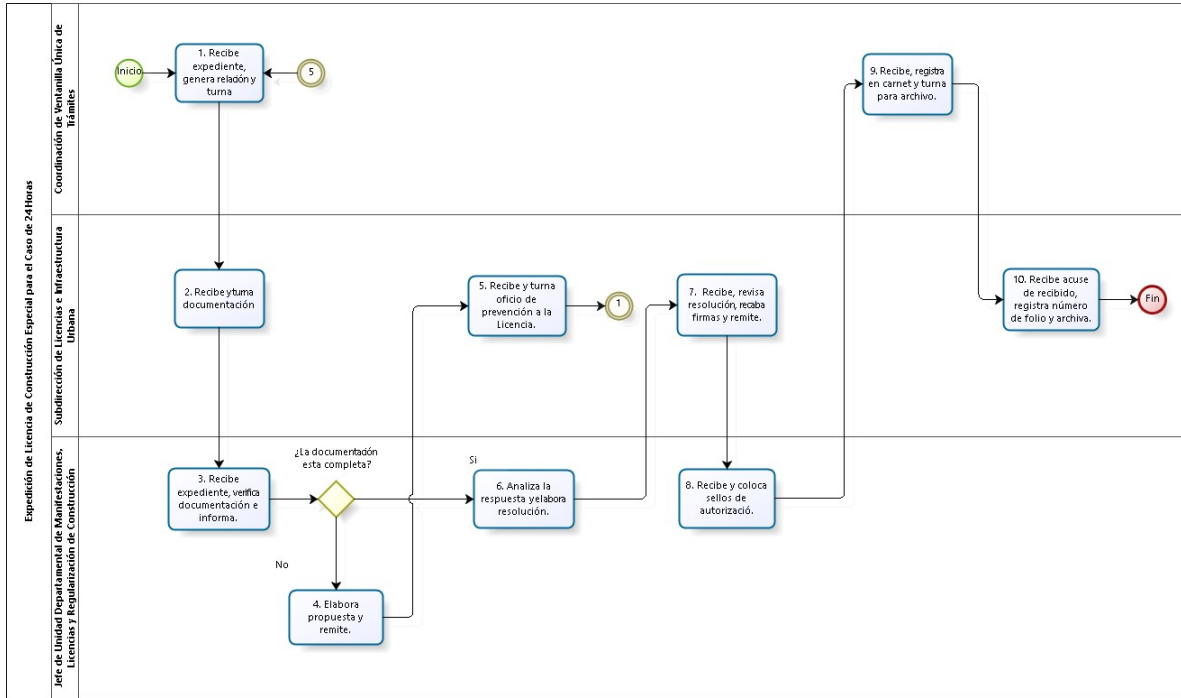 Expedición de Licencia de Construcción Especial para el Caso de 24 Horas
Coordinación de Ventanilla Única de
Trámites
Inicio
1. Recibe
expediente,
genera relación y
turna
5
9. Recibe, registra
en carnet y turna
para archivo.
Subdirección de Licencias e Infraestructura
Urbana
2. Recibe y turna
documentación
5. Recibe y turna
oficio de
prevención a la
Licencia.
1
7. Recibe, revisa
resolución, recaba
firmas y remite.
10. Recibe acuse
de recibido,
registra número
de folio y archiva.
Fin
Jefe de Unidad Departamental de Manifestaciones,
Licencias y Regularización de Construcción
3. Recibe
expediente, verifica
documentación e
informa.
¿La documentación
esta completa?
Si
No
4. Elabora
propuesta y
remite.
6. Analiza la
respuesta y elabora
resolución.
8. Recibe y coloca
sellos de
autorizació.